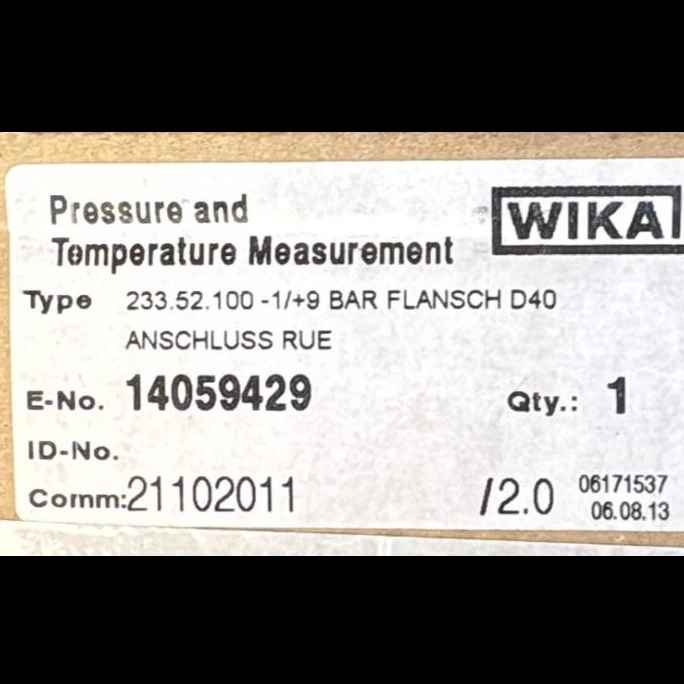 Pressure and
Temperature Measurement
WIKA
Type 233.52.100 -1/+9 BAR FLANSCH D40
ANSCHLUSS RUE
E-No. 14059429 Qty.: 1
ID-No.
Comm: 21102011 /2.0 06171537
06.08.13